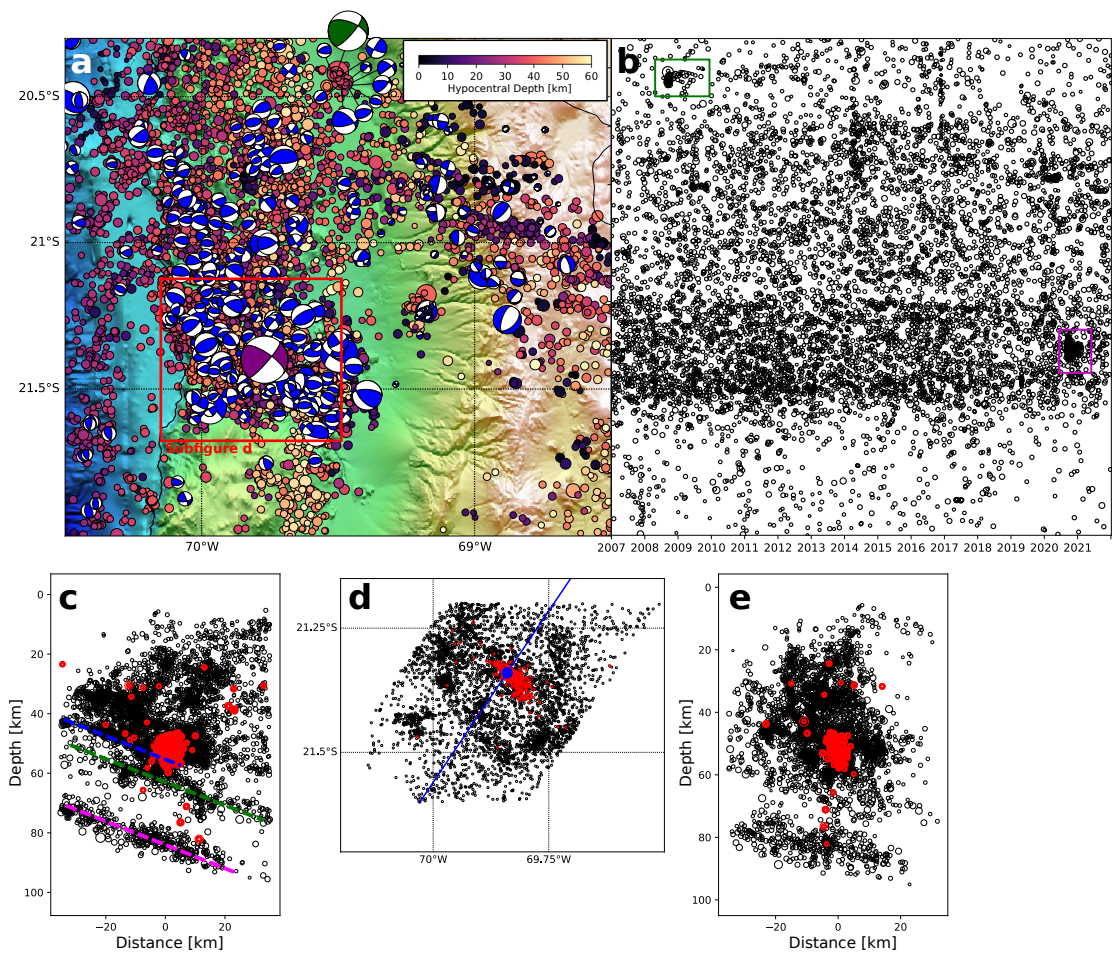 a
0 10 20 30 40 50 60
Hypocentral Depth [km]
b
20.5°S
21°S
21.5°S
Subfigure d
70°W 69°W
2007 2008 2009 2010 2011 2012 2013 2014 2015 2016 2017 2018 2019 2020 2021
c
0
20
40
60
80
100
Depth [km]
−20 0 20
Distance [km]
d
21.25°S
21.5°S
70°W 69.75°W
e
0
20
40
60
80
100
Depth [km]
−20 0 20
Distance [km]